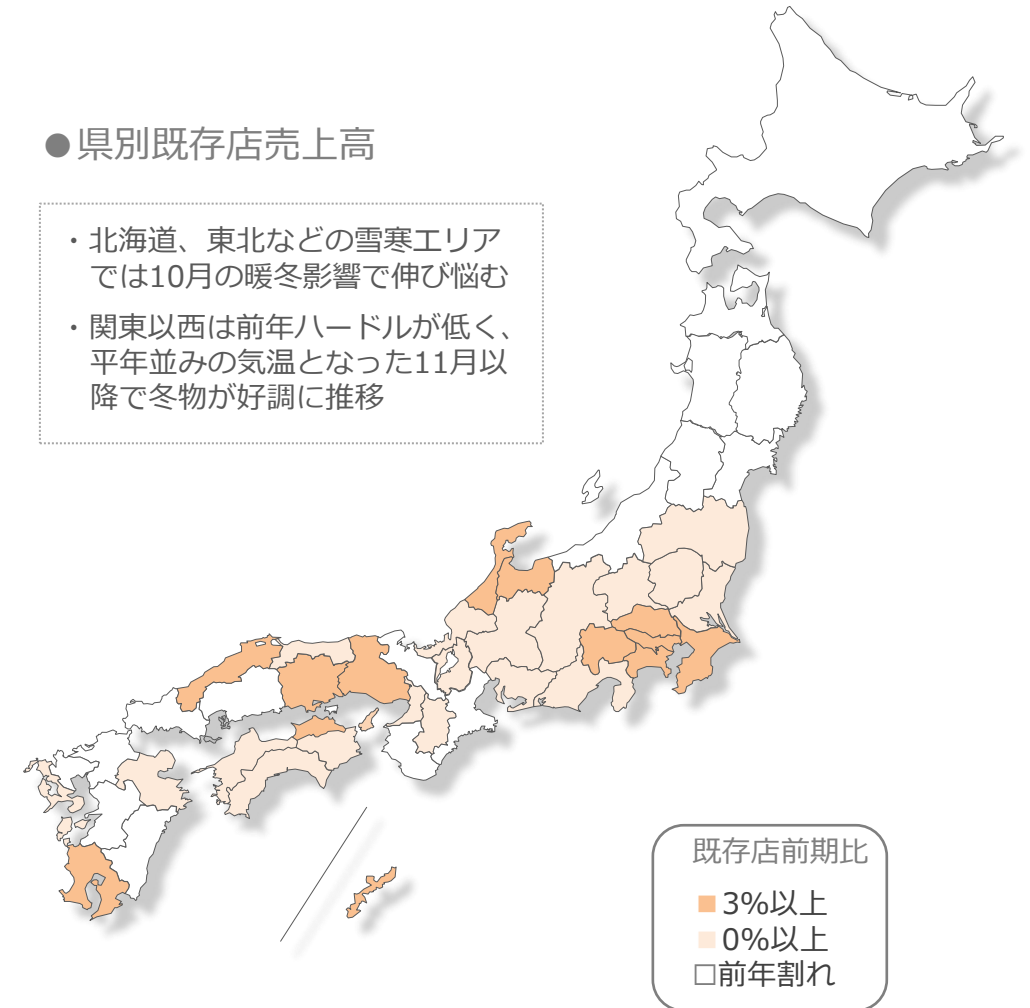 ●県別既存店売上高
・北海道、東北などの雪寒エリア
では10月の暖冬影響で伸び悩む
・関東以西は前年ハードルが低く、
平年並みの気温となった11月以
降で冬物が好調に推移
既存店前期比
■3%以上
■0%以上
□前年割れ